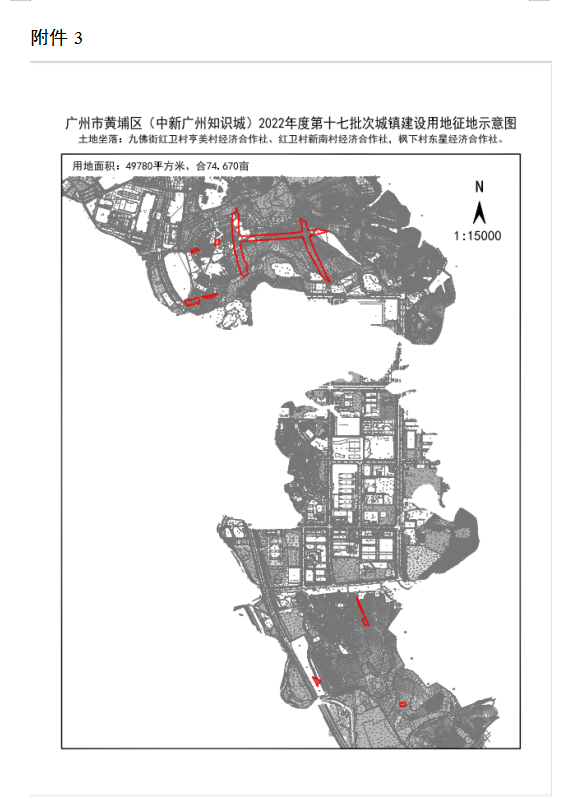 附件 3
广州市黄埔区（中新广州知识城）2022年度第十七批次城镇建设用地征地示意图
土地坐落：九佛街红卫村亨美经济合作社、红卫村新南村经济合作社，枫下村东星经济合作社。
用地面积：49780平方米、合74.670亩
N
1:15000